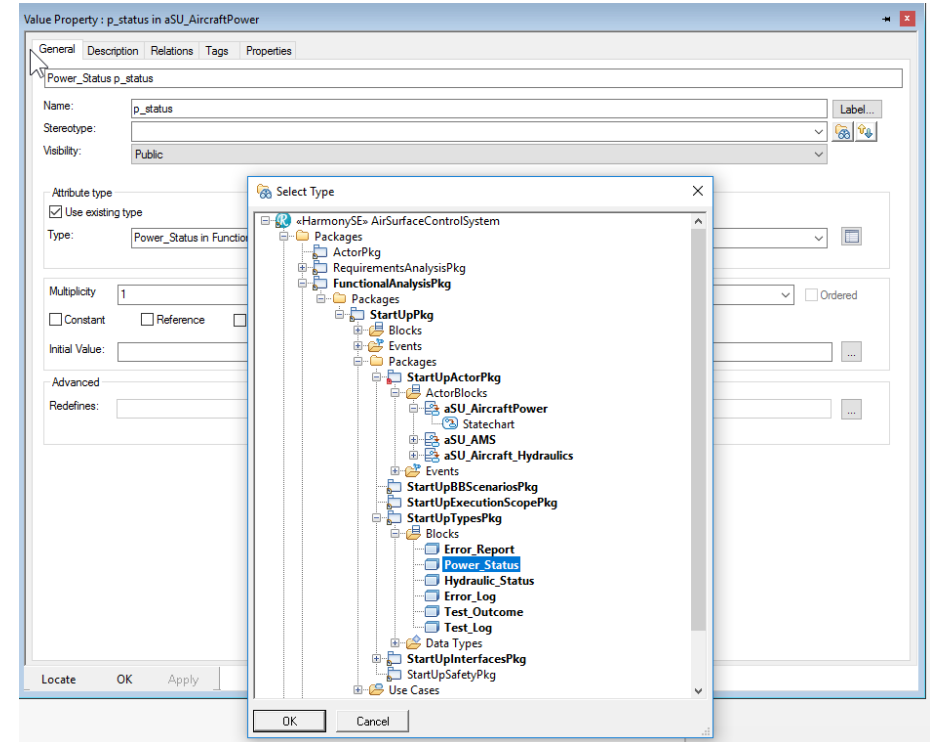 Value Property : p_status in aSU_AircraftPower
General Description Relations Tags Properties
Power_Status p_status
Name: p_status Label...
Stereotype:
Visibility: Public
Attribute type
Use existing type
Type: Power_Status in Function
Multiplicity 1 Ordered
Constant Reference
Initial Value: ...
Advanced
Redefines: ...
Locate OK Apply
Select Type
«HarmonySE» AirSurfaceControlSystem
Packages
ActorPkg
RequirementsAnalysisPkg
FunctionalAnalysisPkg
Packages
StartUpPkg
Blocks
Events
Packages
StartUpActorPkg
ActorBlocks
aSU_AircraftPower
Statechart
aSU_AMS
aSU_Aircraft_Hydraulics
Events
StartUpBBScenariosPkg
StartUpExecutionScopePkg
StartUpTypesPkg
Blocks
Error_Report
Power_Status
Hydraulic_Status
Error_Log
Test_Outcome
Test_Log
Data Types
StartUpInterfacesPkg
StartUpSafetyPkg
Use Cases
OK Cancel